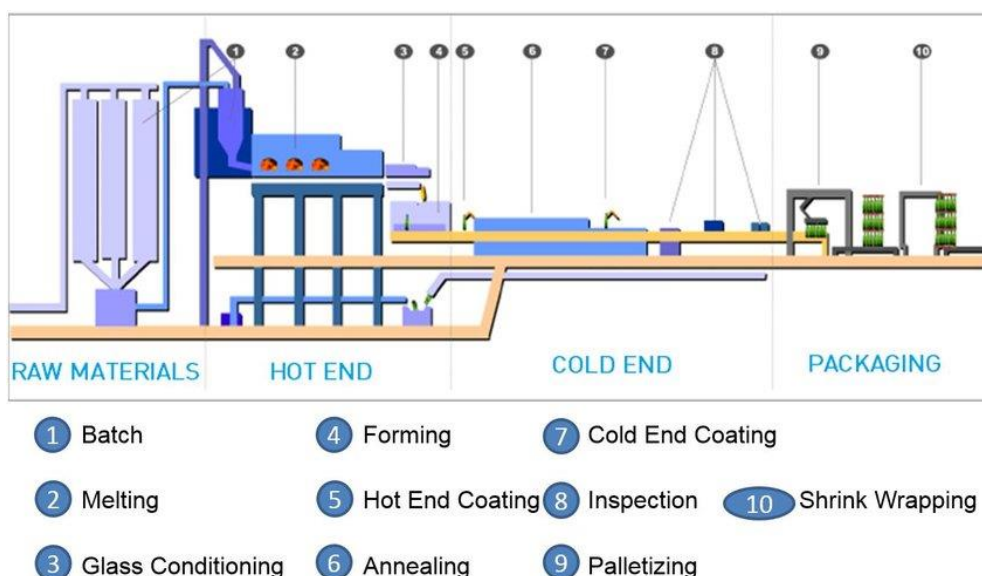 1 2 3 4 5 6 7 8 9 10
RAW MATERIALS HOT END COLD END PACKAGING
1 Batch 4 Forming 7 Cold End Coating
2 Melting 5 Hot End Coating 8 Inspection 10 Shrink Wrapping
3 Glass Conditioning 6 Annealing 9 Palletizing